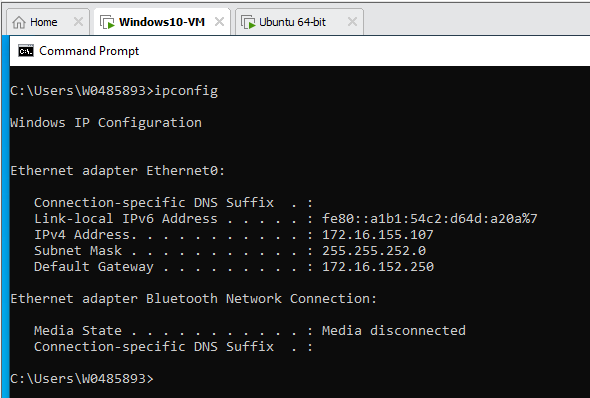 Home Windows10-VM Ubuntu 64-bit
Command Prompt
C:\Users\W0485893>ipconfig
Windows IP Configuration
Ethernet adapter Ethernet0:
Connection-specific DNS Suffix . :
Link-local IPv6 Address . . . . . : fe80::a1b1:54c2:d64d:a20a%7
IPv4 Address. . . . . . . . . . . : 172.16.155.107
Subnet Mask . . . . . . . . . . . : 255.255.252.0
Default Gateway . . . . . . . . . : 172.16.152.250
Ethernet adapter Bluetooth Network Connection:
Media State . . . . . . . . . . . : Media disconnected
Connection-specific DNS Suffix . :
C:\Users\W0485893>